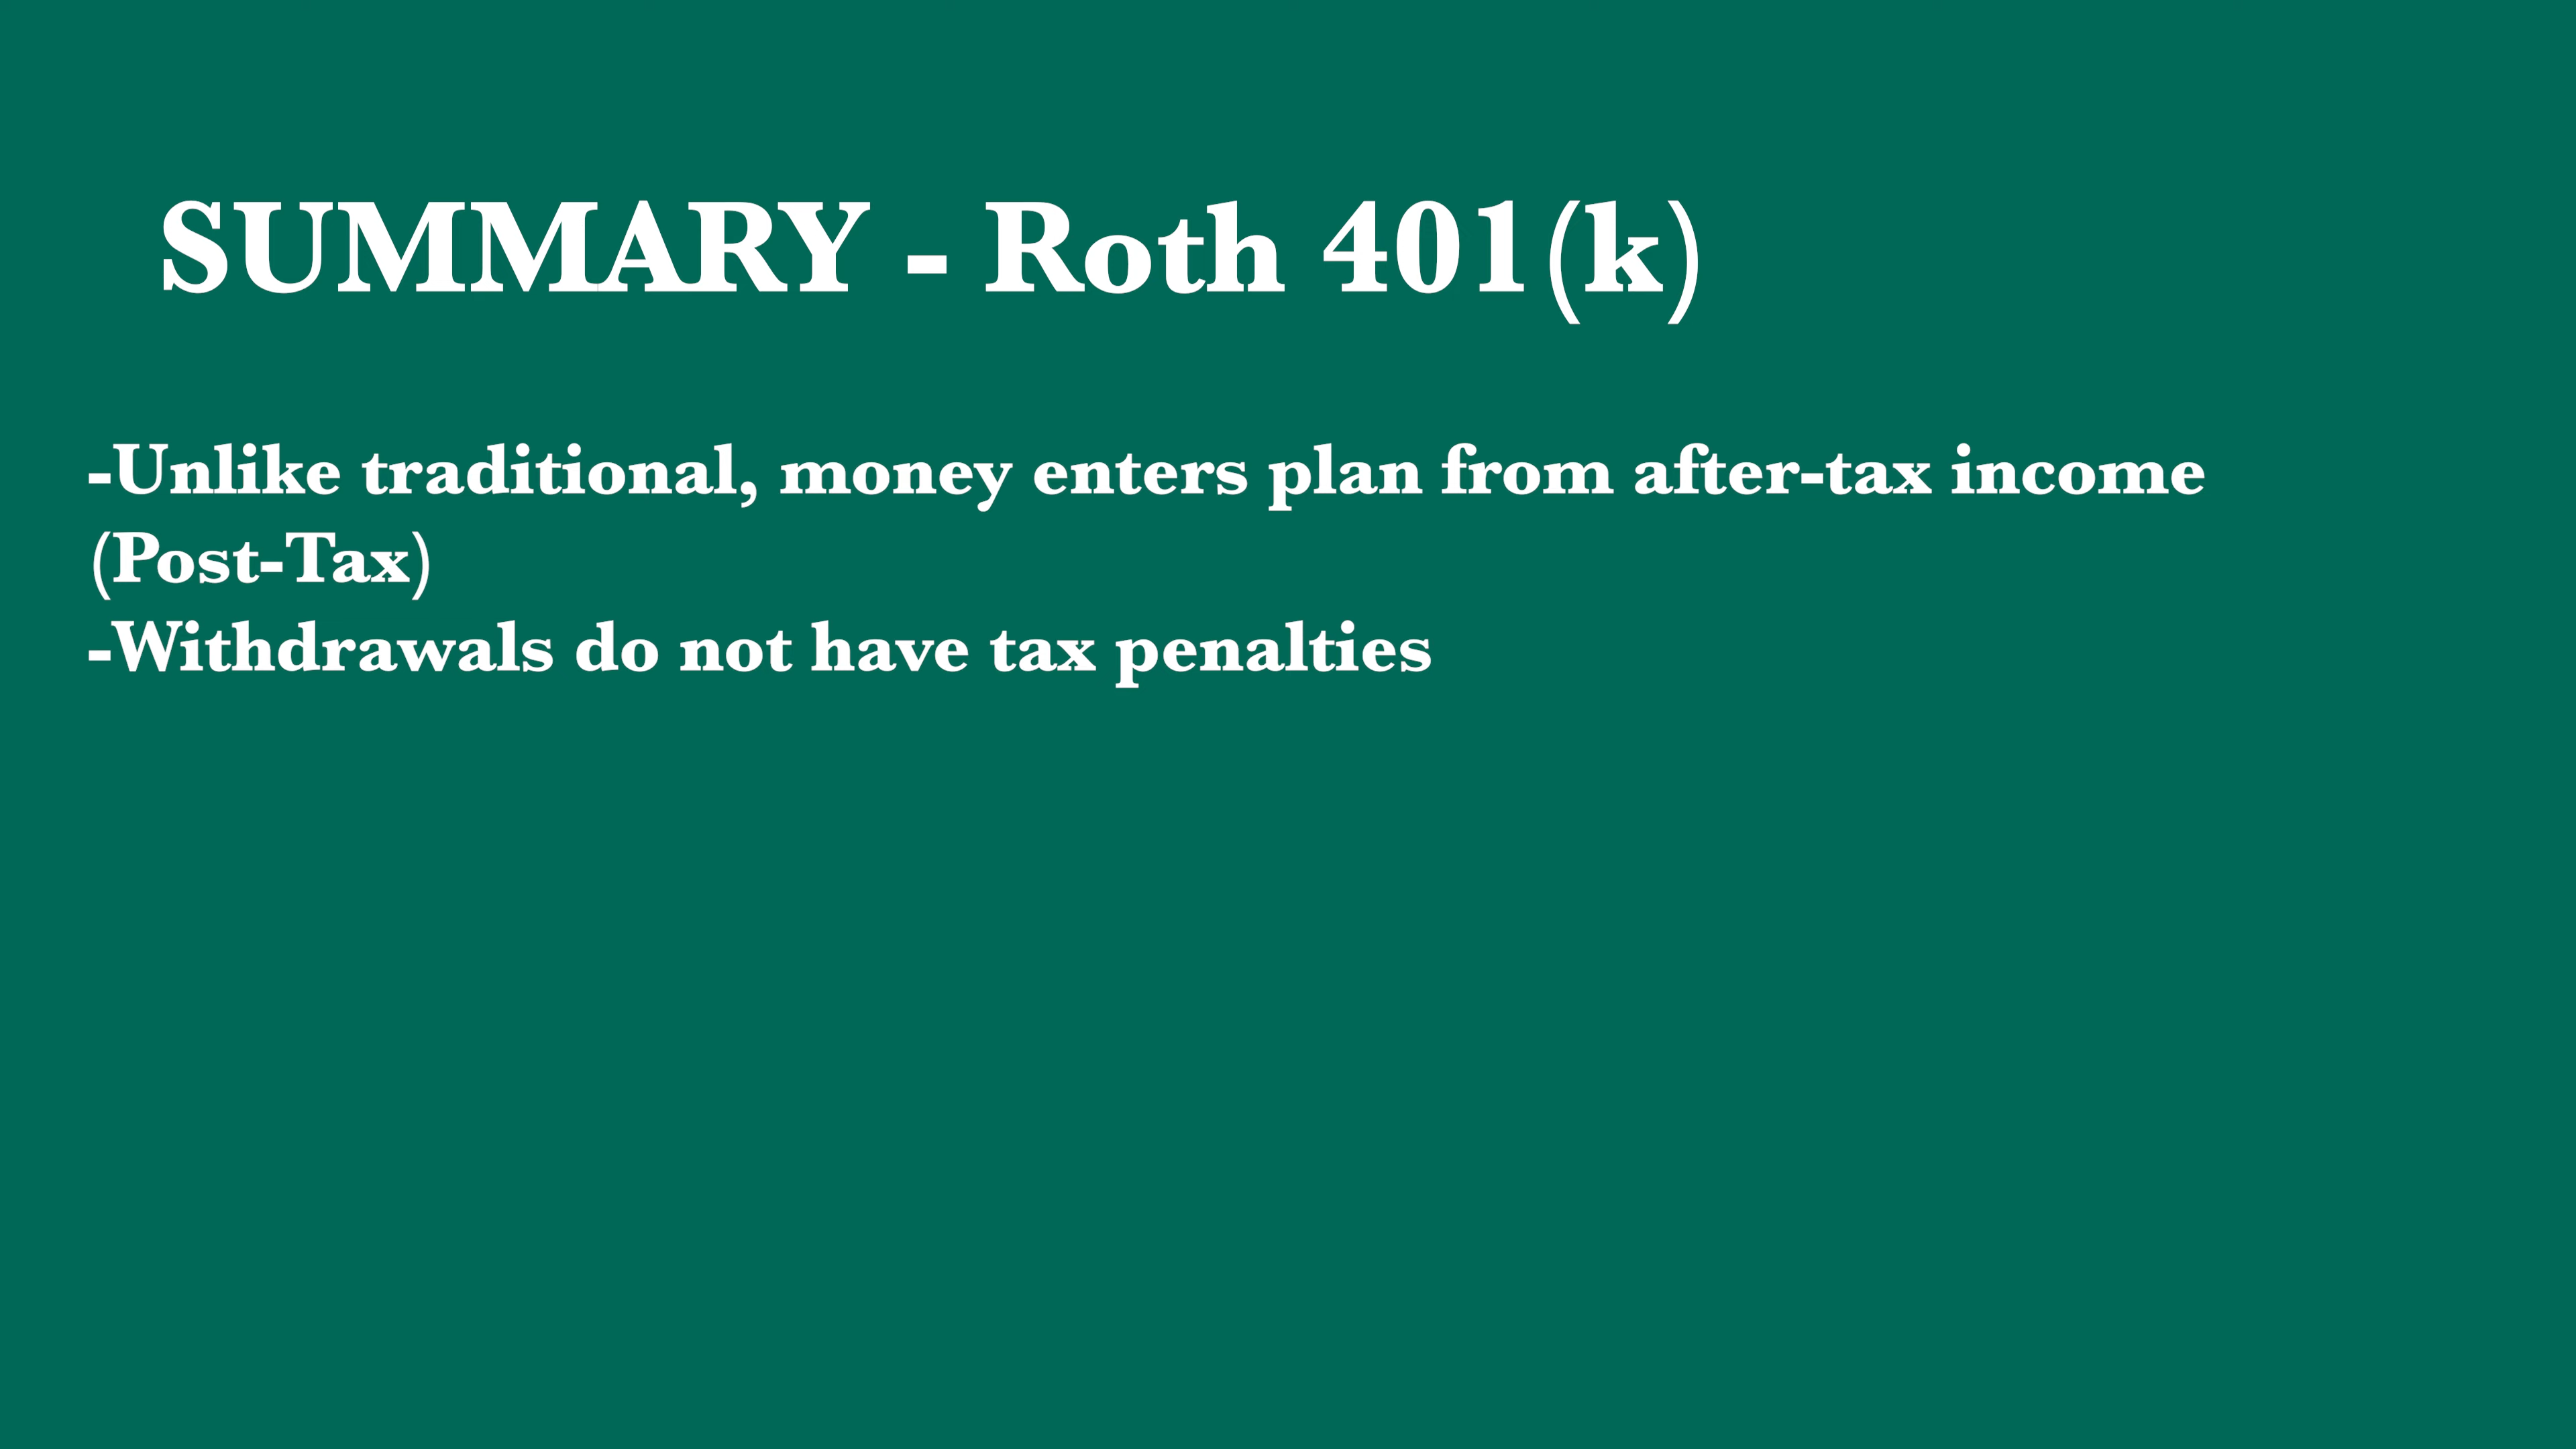 SUMMARY - Roth 401(k)
-Unlike traditional, money enters plan from after-tax income
(Post-Tax)
-Withdrawals do not have tax penalties